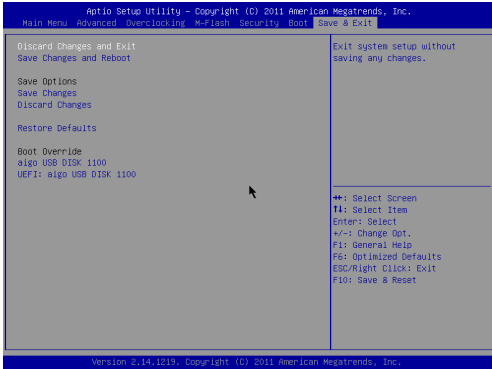 Aptio Setup Utility – Copyright (C) 2011 American Megatrends, Inc.
Main Menu Advanced Overclocking M-Flash Security Boot Save & Exit
Discard Changes and Exit
Save Changes and Reboot
Save Options
Save Changes
Discard Changes
Restore Defaults
Boot Override
aigo USB DISK 1100
UEFI: aigo USB DISK 1100
Exit system setup without
saving any changes.
→←: Select Screen
↑↓: Select Item
Enter: Select
+/-: Change Opt.
F1: General Help
F6: Optimized Defaults
ESC/Right Click: Exit
F10: Save & Reset
Version 2.14.1219. Copyright (C) 2011 American Megatrends, Inc.